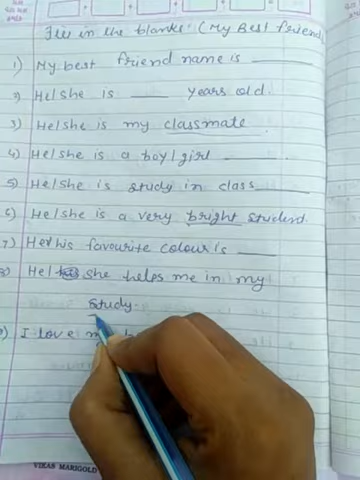 Fill in the blanks (My Best friend)
1) My best friend name is ______
2) He/she is ____ years old.
3) He/she is my classmate
4) He/she is a boy/girl ______.
5) He/she is study in class ______
6) He/she is a very bright student.
7) Her/his favourite colour is ____
8) He/ she helps me in my
study
9) I love m
VIKAS MARIGOLD